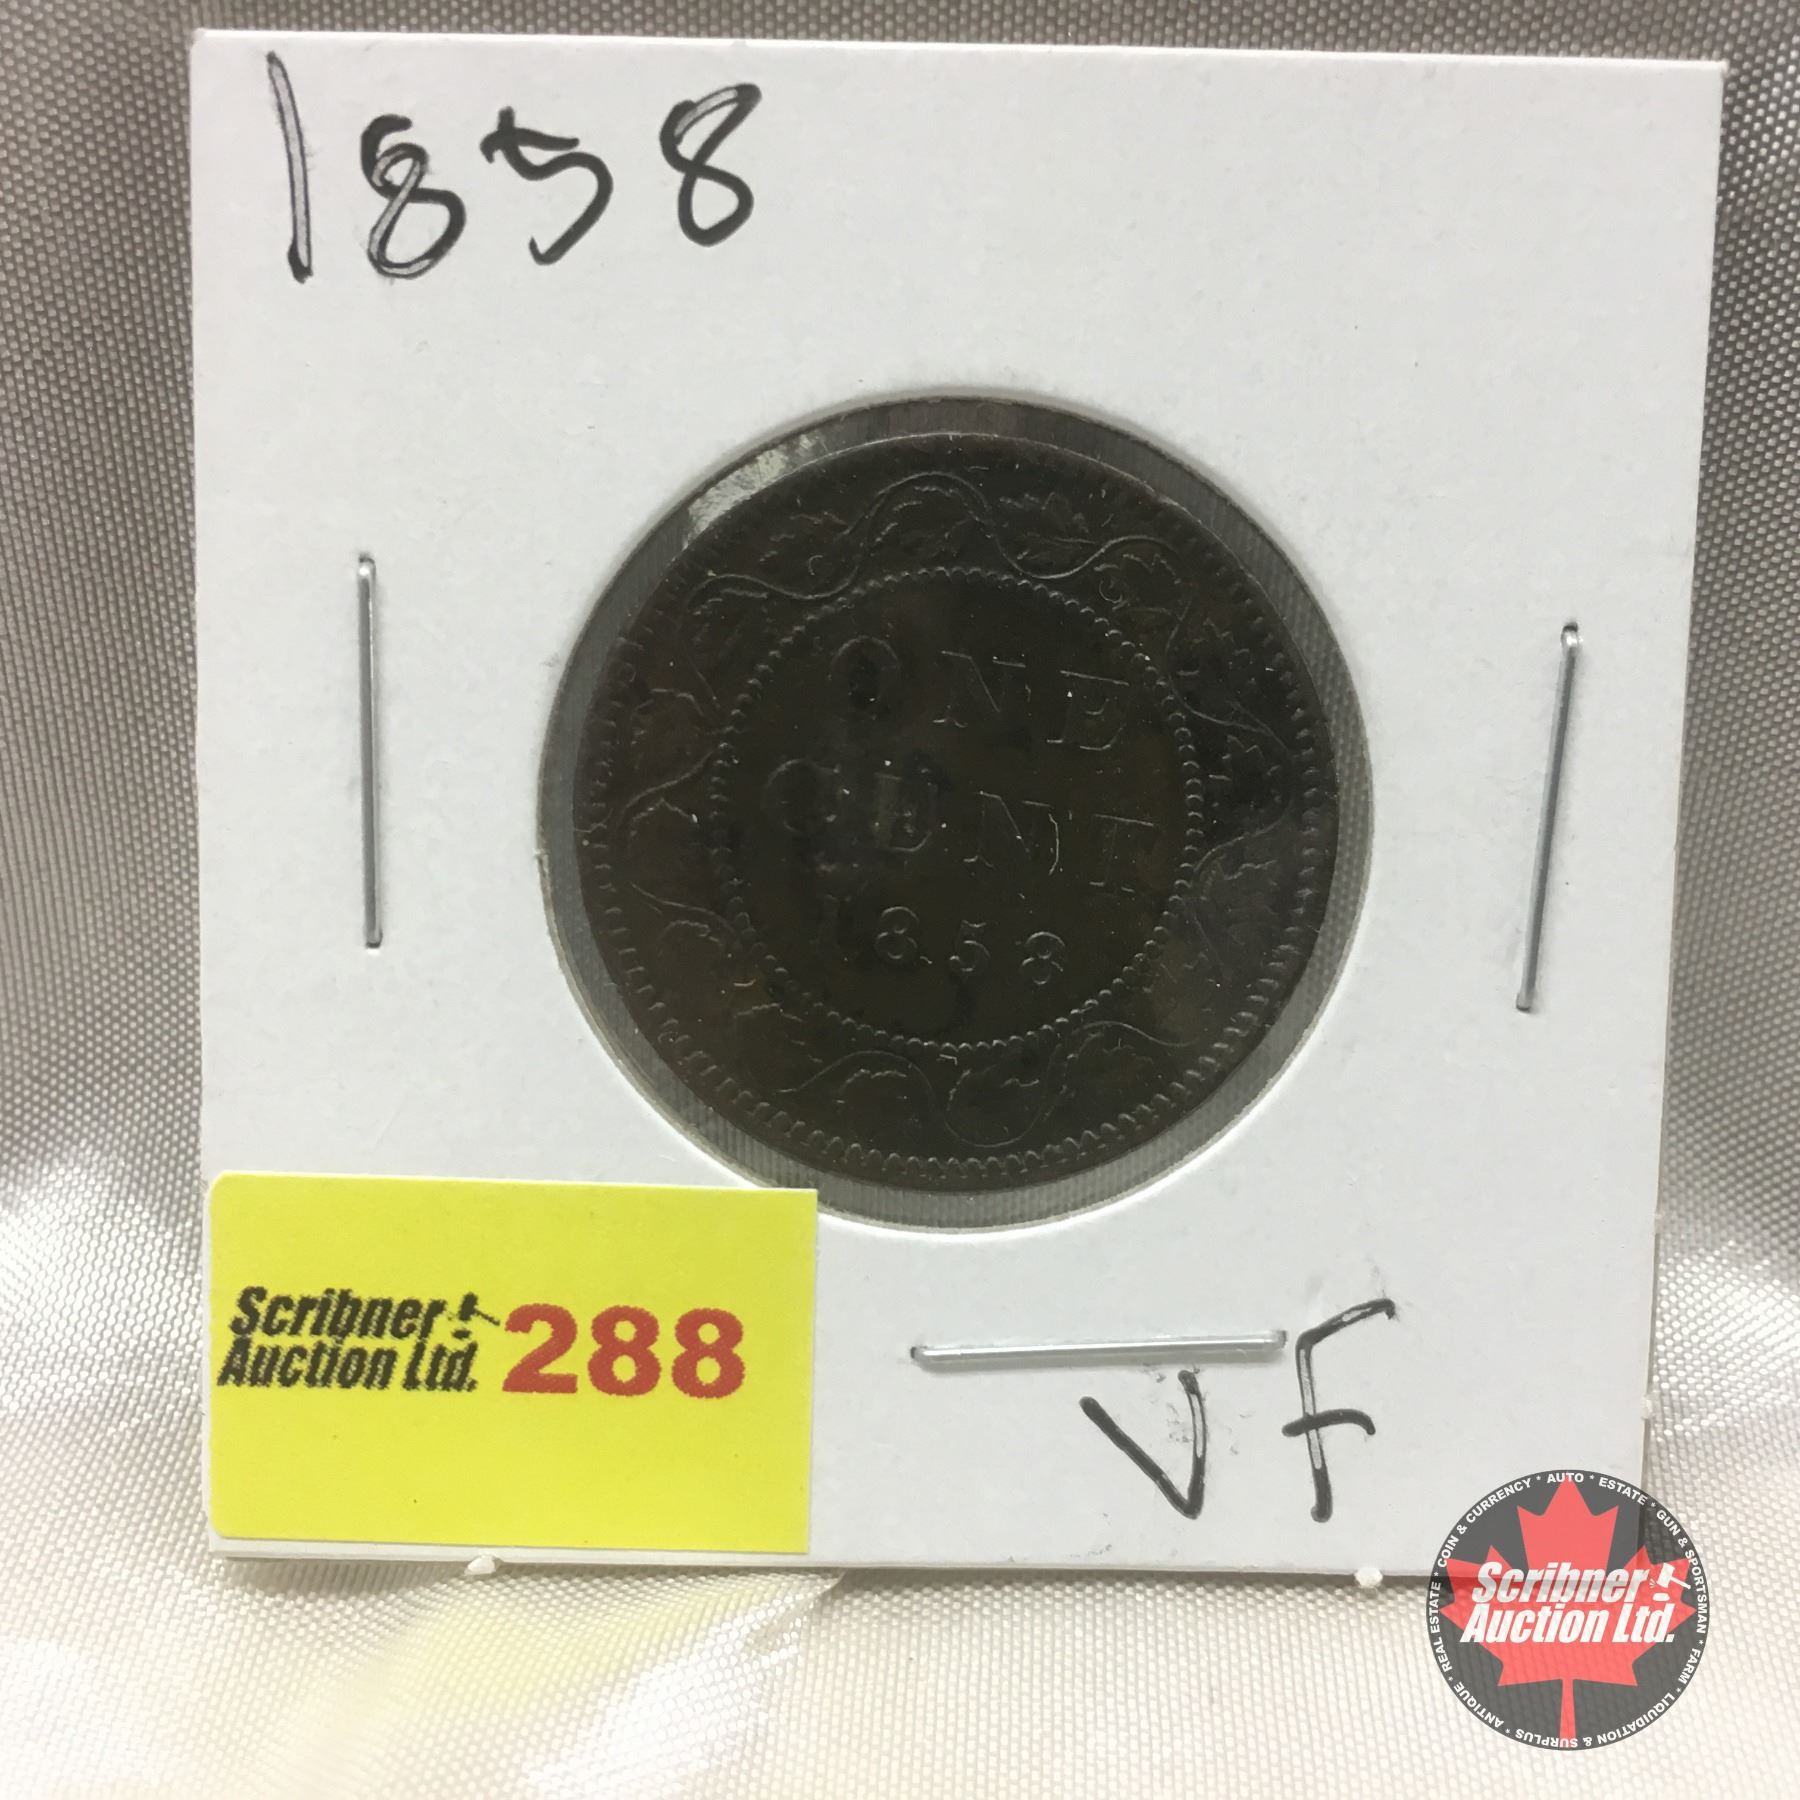 1858
ONE
CENT
1858
Scribner
Auction Ltd.
288
VF
* AUTO * ESTATE * GUN & SPORTSMAN * FARM * LIQUIDATION & SURPLUS * ANTIQUE * REAL ESTATE * COIN & CURRENCY
Scribner
Auction Ltd.